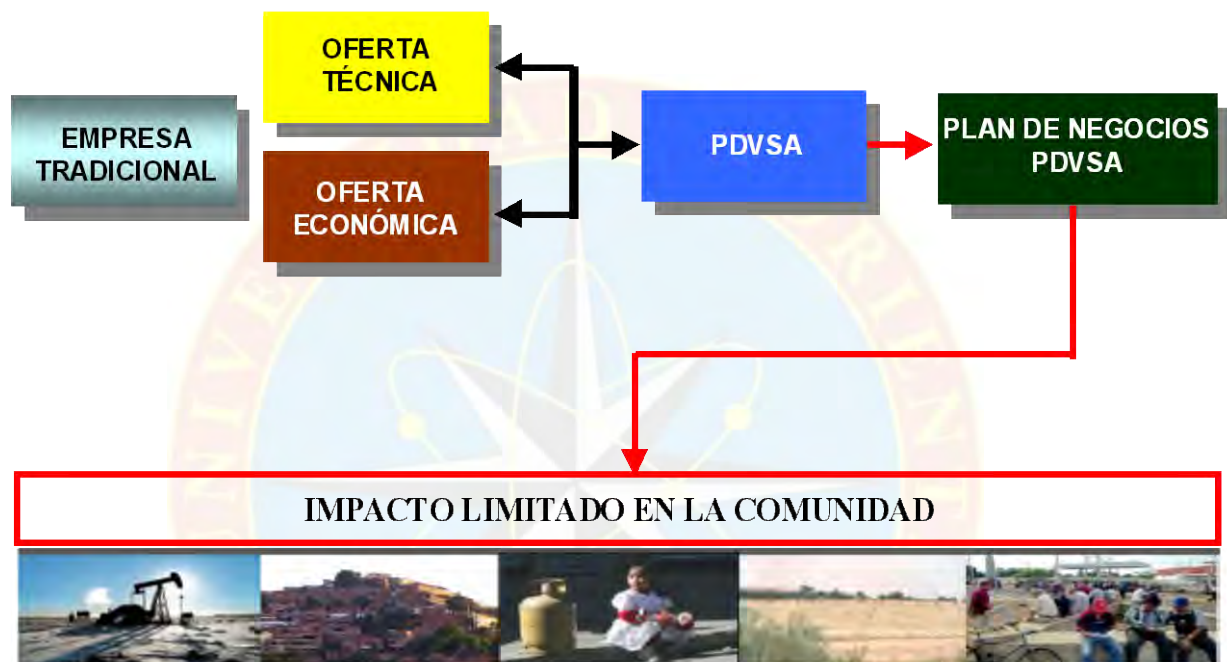 OFERTA
TÉCNICA
EMPRESA
TRADICIONAL
OFERTA
ECONÓMICA
PDVSA
PLAN DE NEGOCIOS
PDVSA
IMPACTO LIMITADO EN LA COMUNIDAD